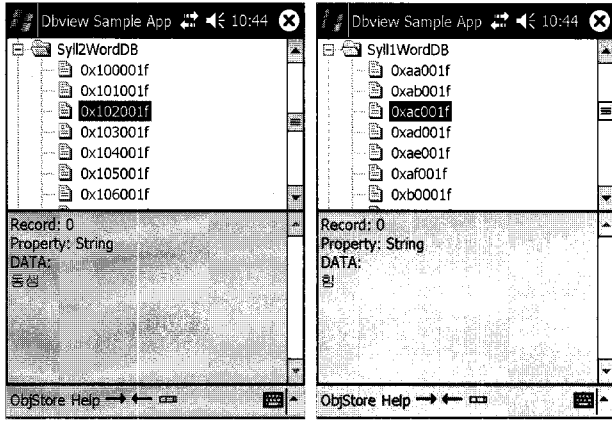 Dbview Sample App 10:44
Syll2WordDB
0x100001f
0x101001f
0x102001f
0x103001f
0x104001f
0x105001f
0x106001f
Record: 0
Property: String
DATA:
동성
ObjStore Help
Dbview Sample App 10:44
Syll1WordDB
0xaa001f
0xab001f
0xac001f
0xad001f
0xae001f
0xaf001f
0xb0001f
Record: 0
Property: String
DATA:
ObjStore Help